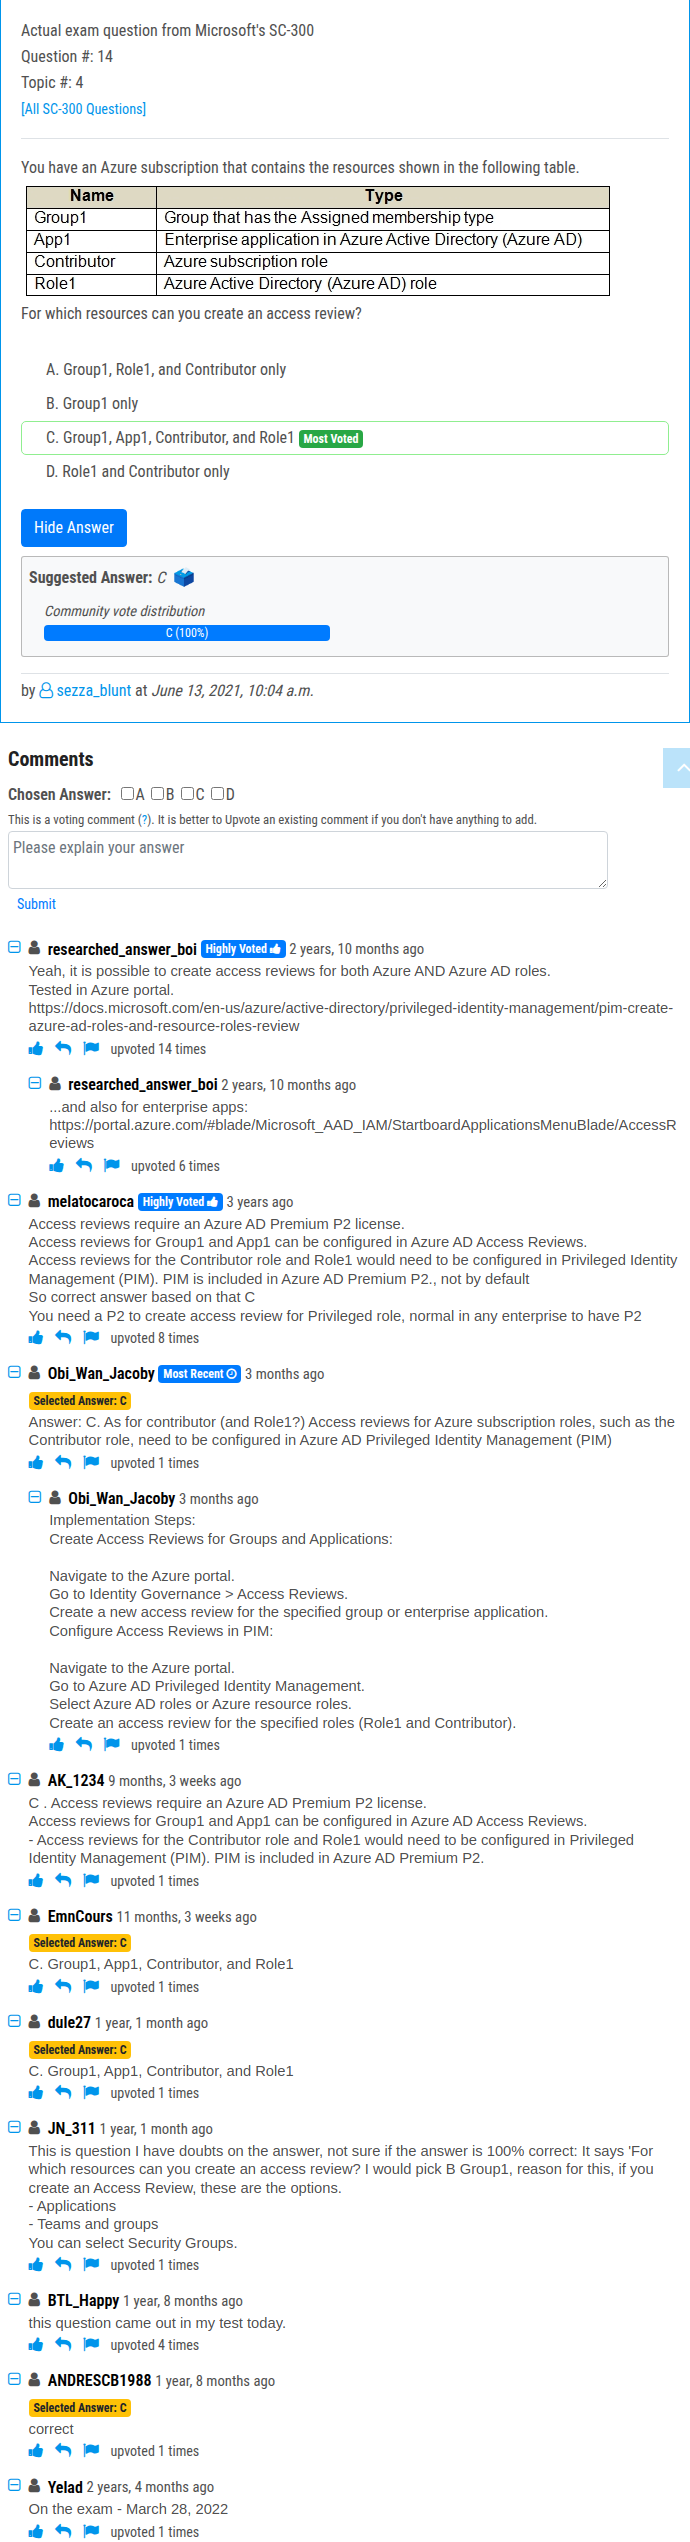 Actual exam question from Microsoft's SC-300
Question #: 14
Topic #: 4
[All SC-300 Questions]
You have an Azure subscription that contains the resources shown in the following table.
Name Type
Group1 Group that has the Assigned membership type
App1 Enterprise application in Azure Active Directory (Azure AD)
Contributor Azure subscription role
Role1 Azure Active Directory (Azure AD) role
For which resources can you create an access review?
A. Group1, Role1, and Contributor only
B. Group1 only
C. Group1, App1, Contributor, and Role1 Most Voted
D. Role1 and Contributor only
Hide Answer
Suggested Answer: C
Community vote distribution
C (100%)
by sezza_blunt at June 13, 2021, 10:04 a.m.
Comments
Chosen Answer: A B C D
This is a voting comment (?). It is better to Upvote an existing comment if you don't have anything to add.
Please explain your answer
Submit
researched_answer_boi Highly Voted 2 years, 10 months ago
Yeah, it is possible to create access reviews for both Azure AND Azure AD roles.
Tested in Azure portal.
https://docs.microsoft.com/en-us/azure/active-directory/privileged-identity-management/pim-create-
azure-ad-roles-and-resource-roles-review
upvoted 14 times
researched_answer_boi 2 years, 10 months ago
...and also for enterprise apps:
https://portal.azure.com/#blade/Microsoft_AAD_IAM/StartboardApplicationsMenuBlade/AccessR
eviews
upvoted 6 times
melatocaroca Highly Voted 3 years ago
Access reviews require an Azure AD Premium P2 license.
Access reviews for Group1 and App1 can be configured in Azure AD Access Reviews.
Access reviews for the Contributor role and Role1 would need to be configured in Privileged Identity
Management (PIM). PIM is included in Azure AD Premium P2., not by default
So correct answer based on that C
You need a P2 to create access review for Privileged role, normal in any enterprise to have P2
upvoted 8 times
Obi_Wan_Jacoby Most Recent 3 months ago
Selected Answer: C
Answer: C. As for contributor (and Role1?) Access reviews for Azure subscription roles, such as the
Contributor role, need to be configured in Azure AD Privileged Identity Management (PIM)
upvoted 1 times
Obi_Wan_Jacoby 3 months ago
Implementation Steps:
Create Access Reviews for Groups and Applications:
Navigate to the Azure portal.
Go to Identity Governance > Access Reviews.
Create a new access review for the specified group or enterprise application.
Configure Access Reviews in PIM:
Navigate to the Azure portal.
Go to Azure AD Privileged Identity Management.
Select Azure AD roles or Azure resource roles.
Create an access review for the specified roles (Role1 and Contributor).
upvoted 1 times
AK_1234 9 months, 3 weeks ago
C . Access reviews require an Azure AD Premium P2 license.
Access reviews for Group1 and App1 can be configured in Azure AD Access Reviews.
- Access reviews for the Contributor role and Role1 would need to be configured in Privileged
Identity Management (PIM). PIM is included in Azure AD Premium P2.
upvoted 1 times
EmnCours 11 months, 3 weeks ago
Selected Answer: C
C. Group1, App1, Contributor, and Role1
upvoted 1 times
dule27 1 year, 1 month ago
Selected Answer: C
C. Group1, App1, Contributor, and Role1
upvoted 1 times
JN_311 1 year, 1 month ago
This is question I have doubts on the answer, not sure if the answer is 100% correct: It says 'For
which resources can you create an access review? I would pick B Group1, reason for this, if you
create an Access Review, these are the options.
- Applications
- Teams and groups
You can select Security Groups.
upvoted 1 times
BTL_Happy 1 year, 8 months ago
this question came out in my test today.
upvoted 4 times
ANDRESCB1988 1 year, 8 months ago
Selected Answer: C
correct
upvoted 1 times
Yelad 2 years, 4 months ago
On the exam - March 28, 2022
upvoted 1 times